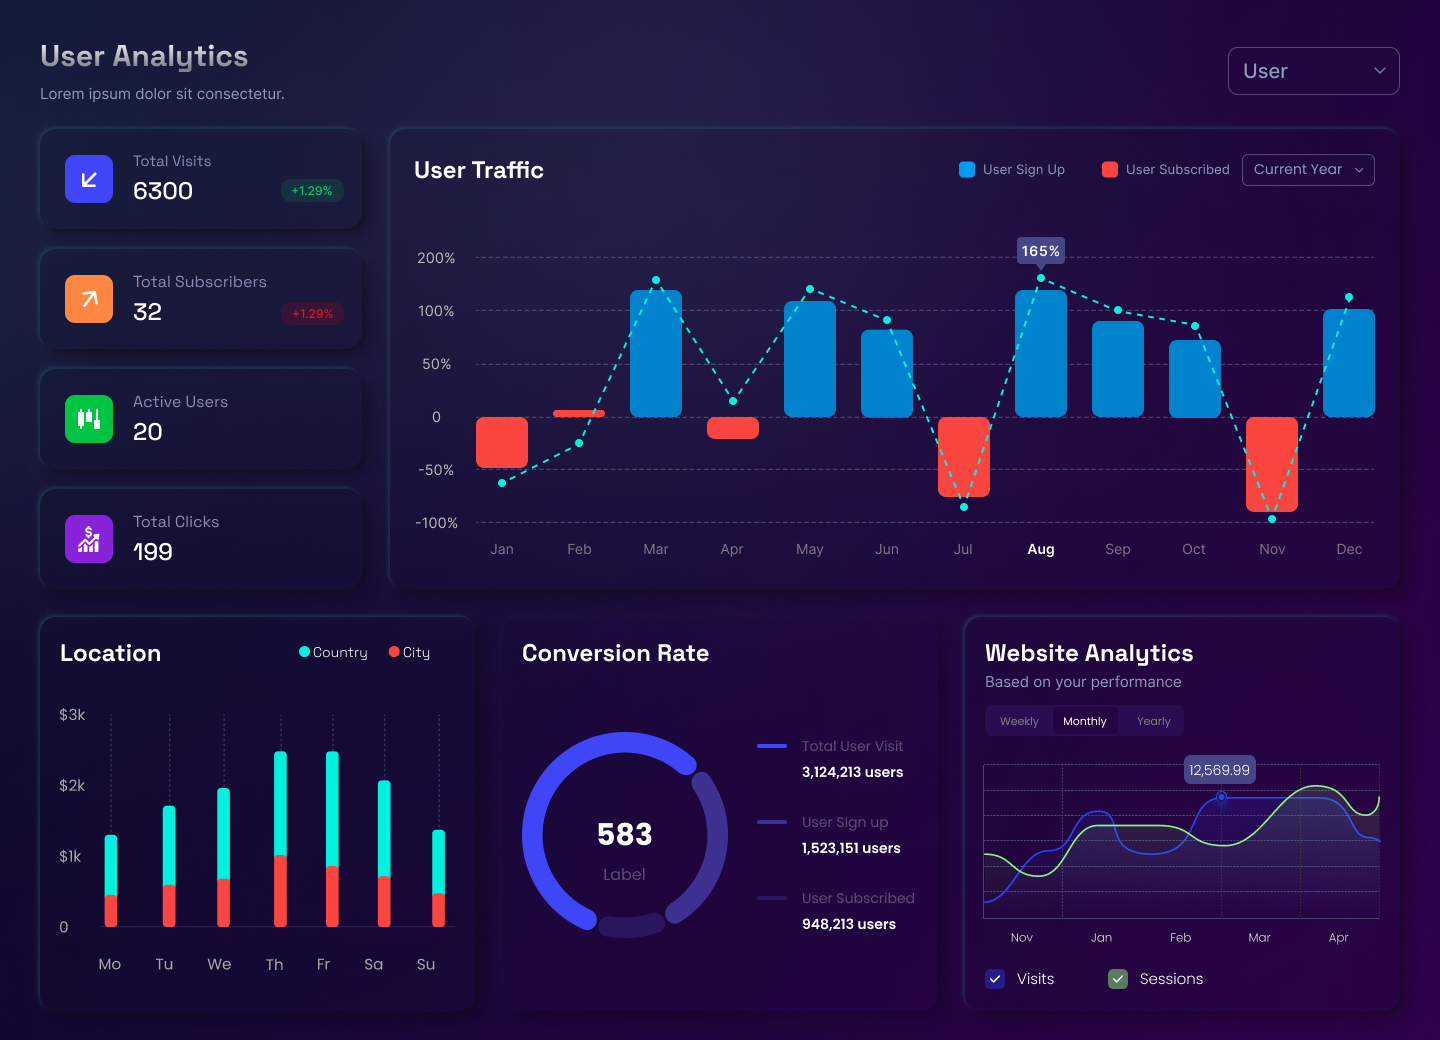 User Analytics
Lorem ipsum dolor sit consectetur.
User
Total Visits
6300
+1.29%
Total Subscribers
32
+1.29%
Active Users
20
Total Clicks
199
User Traffic
User Sign Up
User Subscribed
Current Year
165%
200%
100%
50%
0
-50%
-100%
Jan Feb Mar Apr May Jun Jul Aug Sep Oct Nov Dec
Location
Country
City
$3k
$2k
$1k
0
Mo Tu We Th Fr Sa Su
Conversion Rate
583
Label
Total User Visit
3,124,213 users
User SIgn up
1,523,151 users
User Subscribed
948,213 users
Website Analytics
Based on your performance
Weekly Monthly Yearly
12,569.99
Nov Jan Feb Mar Apr
Visits
Sessions